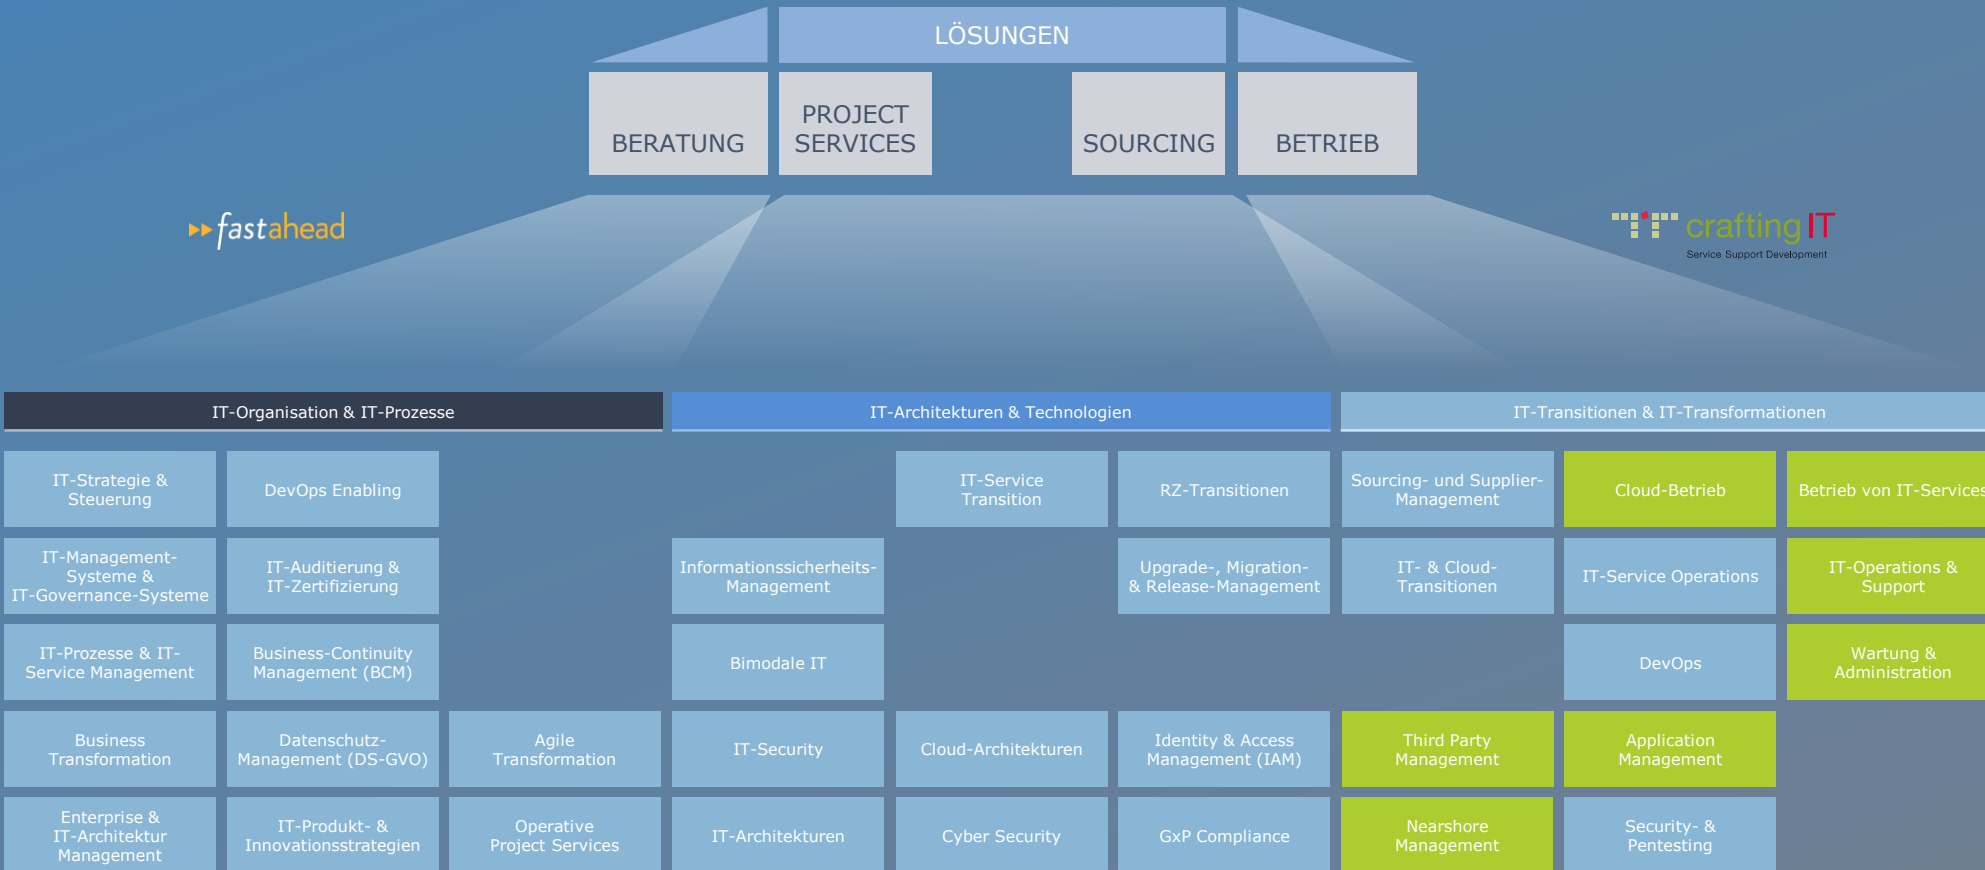 LÖSUNGEN
BERATUNG
PROJECT
SERVICES
SOURCING
BETRIEB
fastahead
crafting IT
Service Support Development
IT-Organisation & IT-Prozesse
IT-Architekturen & Technologien
IT-Transitionen & IT-Transformationen
IT-Strategie &
Steuerung
DevOps Enabling
IT-Service
Transition
RZ-Transitionen
Sourcing- und Supplier-
Management
Cloud-Betrieb
Betrieb von IT-Services
IT-Management-
Systeme &
IT-Governance-Systeme
IT-Auditierung &
IT-Zertifizierung
Informationssicherheits-
Management
Upgrade-, Migration-
& Release-Management
IT- & Cloud-
Transitionen
IT-Service Operations
IT-Operations &
Support
IT-Prozesse & IT-
Service Management
Business-Continuity
Management (BCM)
Bimodale IT
DevOps
Wartung &
Administration
Business
Transformation
Datenschutz-
Management (DS-GVO)
Agile
Transformation
IT-Security
Cloud-Architekturen
Identity & Access
Management (IAM)
Third Party
Management
Application
Management
Enterprise &
IT-Architektur
Management
IT-Produkt- &
Innovationsstrategien
Operative
Project Services
IT-Architekturen
Cyber Security
GxP Compliance
Nearshore
Management
Security- &
Pentesting